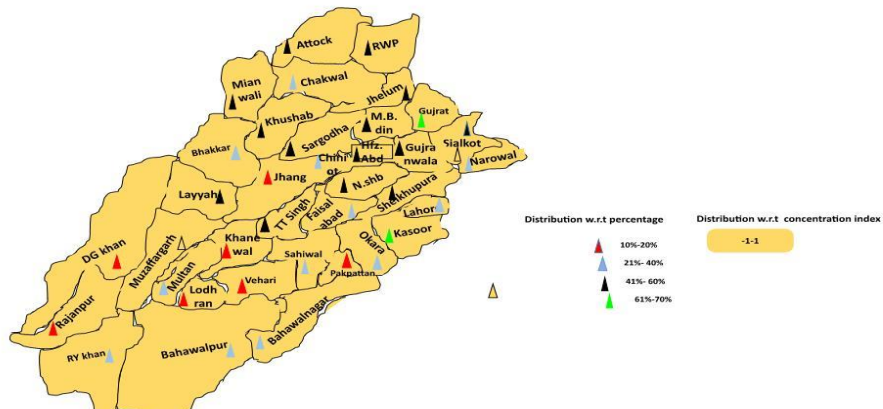 Attock
RWP
Chakwal
Mian
wali
Jhelum
Gujrat
Khushab
M.B.
din
Sargodha
Sialkot
Bhakkar
Chini
ot
Hfz.
Abd
Gujra
nwala
Narowal
Jhang
N.shb
Sheikhupura
Layyah
TT Singh
Faisal
abad
Lahor
Kasoor
DG khan
Muzaffargarh
Khane
wal
Okara
Sahiwal
Multan
Pakpattan
Lodh
ran
Vehari
Rajanpur
Bahawalnagar
RY khan
Bahawalpur
Distribution w.r.t percentage
10%-20%
21%- 40%
41%- 60%
61%-70%
Distribution w.r.t concentration index
-1-1